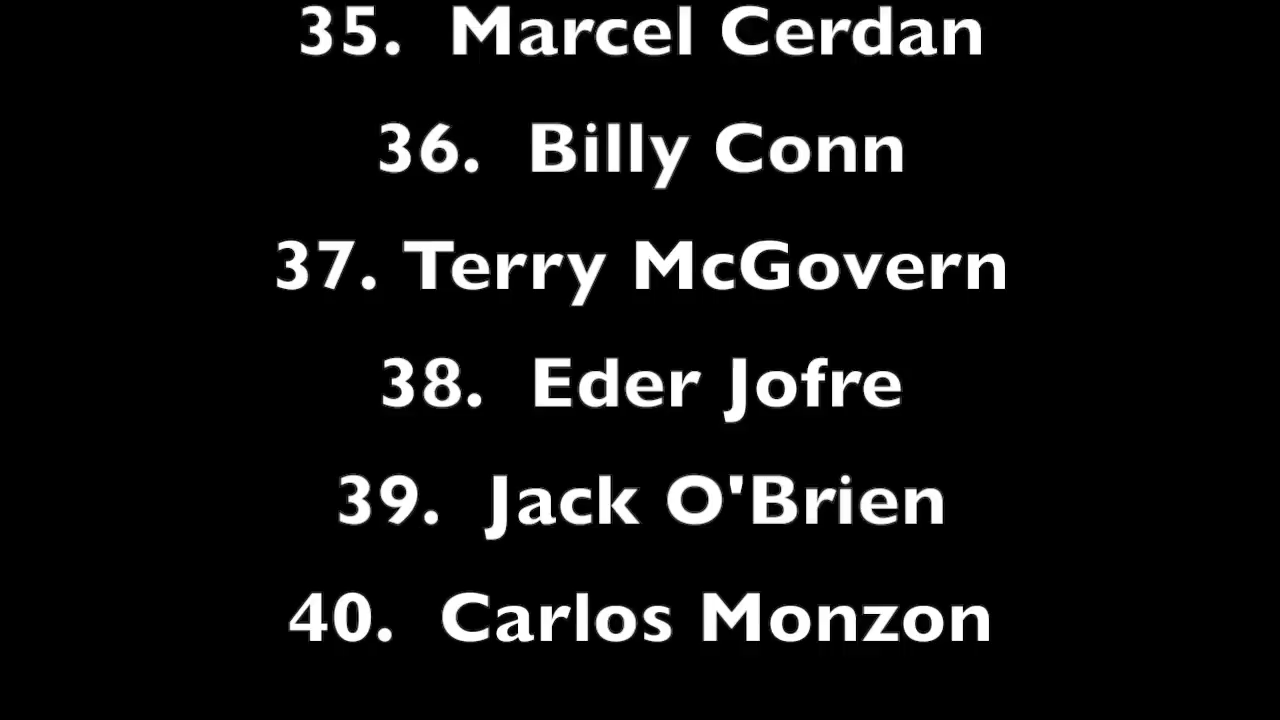 35. Marcel Cerdan
36. Billy Conn
37. Terry McGovern
38. Eder Jofre
39. Jack O'Brien
40. Carlos Monzon